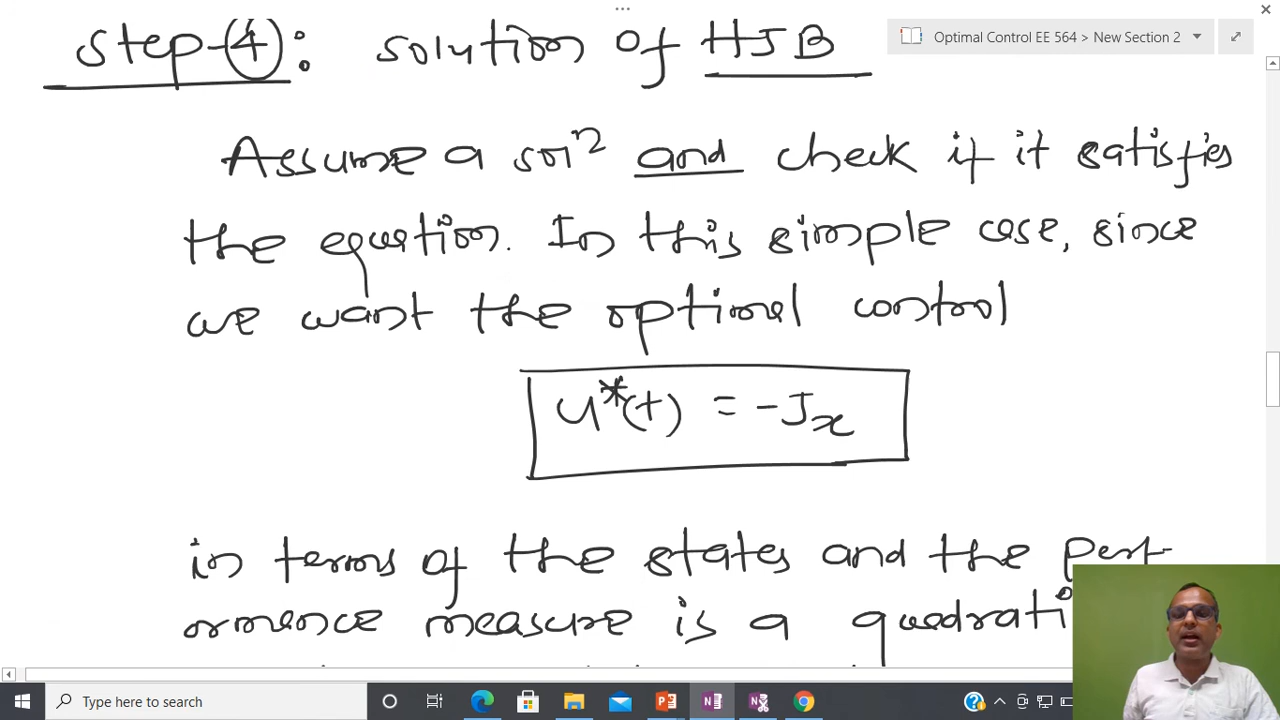 Optimal Control EE 564 > New Section 2
Step-④: solution of HJB
Assume a solⁿ and check if it satisfies
the equation. In this simple case, since
we want the optimal control
u*(t) = -Jx
in terms of the states and the perf-
ormance measure is a quadrati
Type here to search